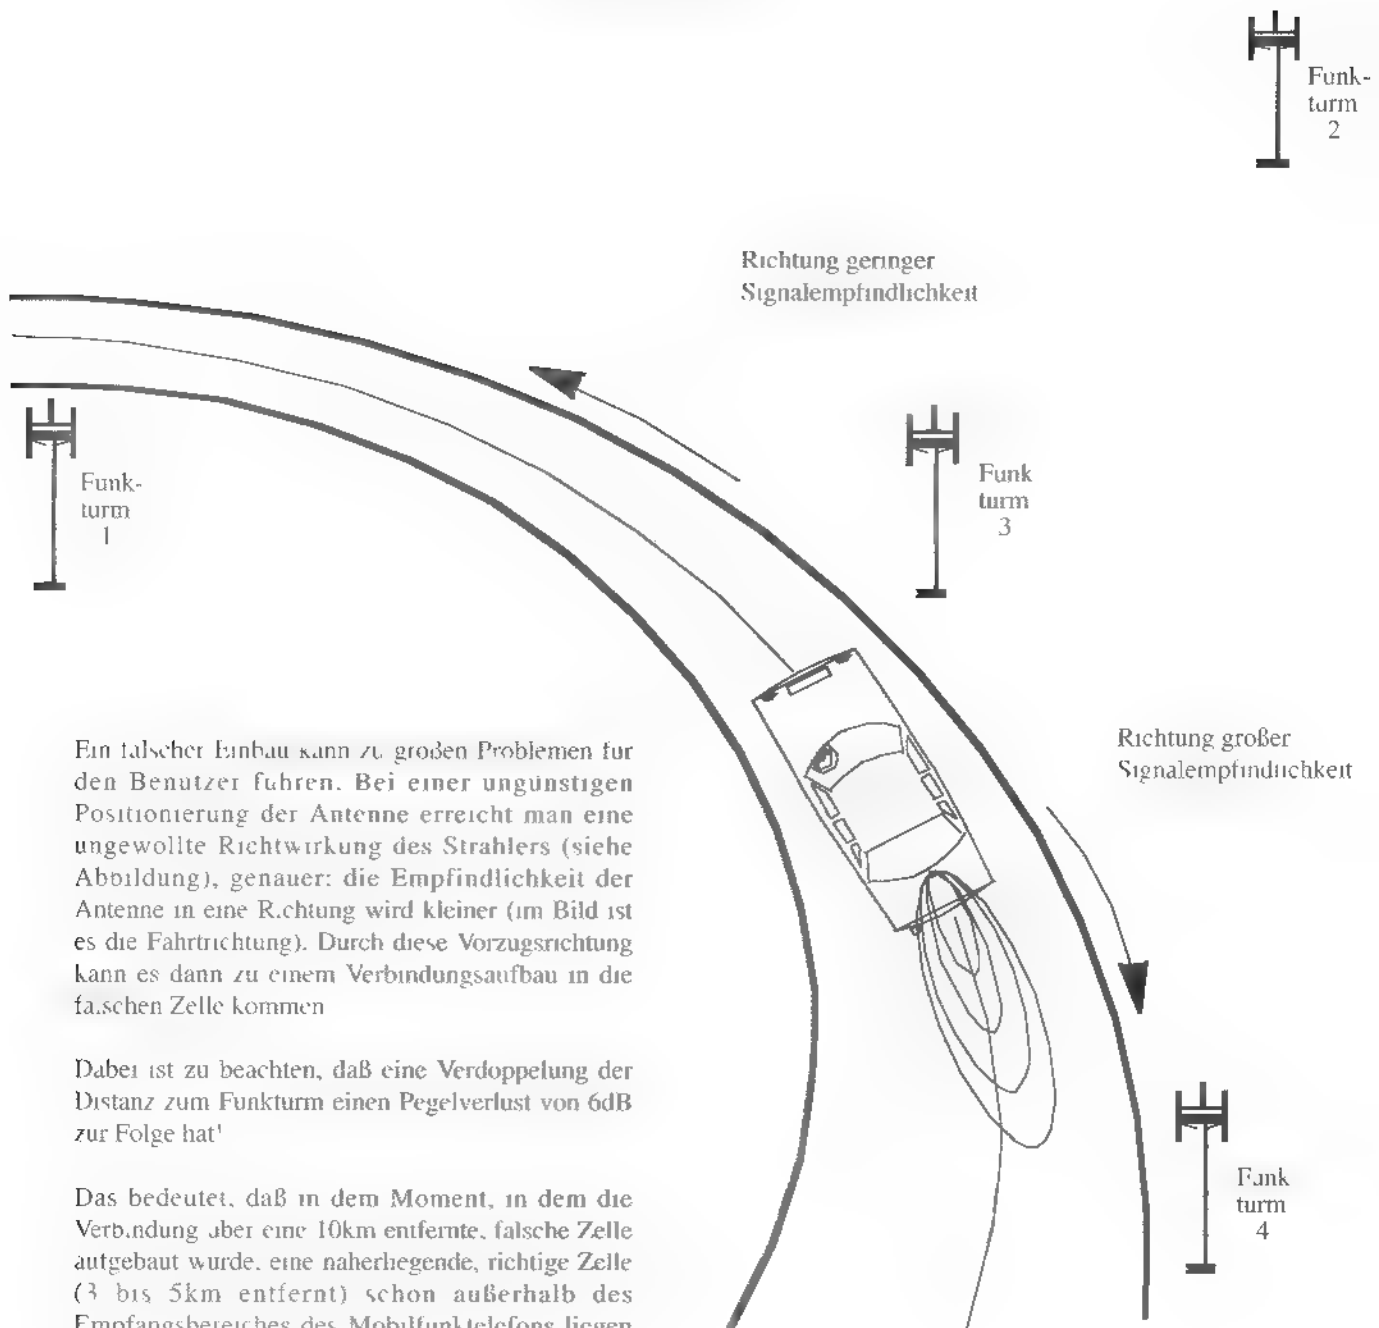 Funk-
turm
2
Richtung geringer
Signalempfindlichkeit
Funk-
turm
1
Funk
turm
3
Ein falscher Einbau kann zu großen Problemen für
den Benutzer führen. Bei einer ungünstigen
Positionierung der Antenne erreicht man eine
ungewollte Richtwirkung des Strahlers (siehe
Abbildung), genauer: die Empfindlichkeit der
Antenne in eine Richtung wird kleiner (im Bild ist
es die Fahrtrichtung). Durch diese Vorzugsrichtung
kann es dann zu einem Verbindungsaufbau in die
falschen Zelle kommen
Richtung großer
Signalempfindlichkeit
Dabei ist zu beachten, daß eine Verdoppelung der
Distanz zum Funkturm einen Pegelverlust von 6dB
zur Folge hat!
Das bedeutet, daß in dem Moment, in dem die
Verbindung über eine 10km entfernte, falsche Zelle
aufgebaut wurde, eine naherliegende, richtige Zelle
(3 bis 5km entfernt) schon außerhalb des
Empfangsbereiches des Mobilfunktelefons liegen
Funk
turm
4